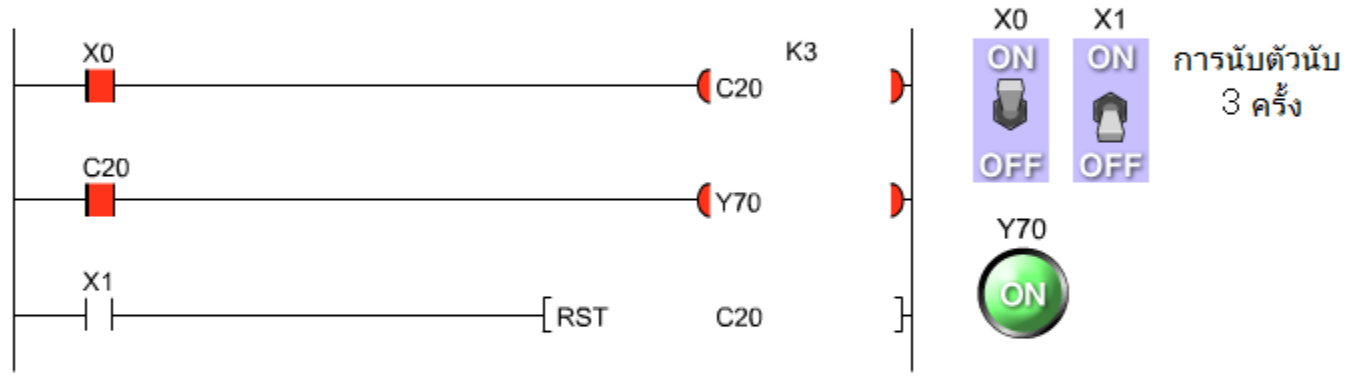 X0
K3
C20
C20
Y70
X1
RST C20
X0 X1
ON ON
OFF OFF
การนับตัวนับ
3 ครั้ง
Y70
ON